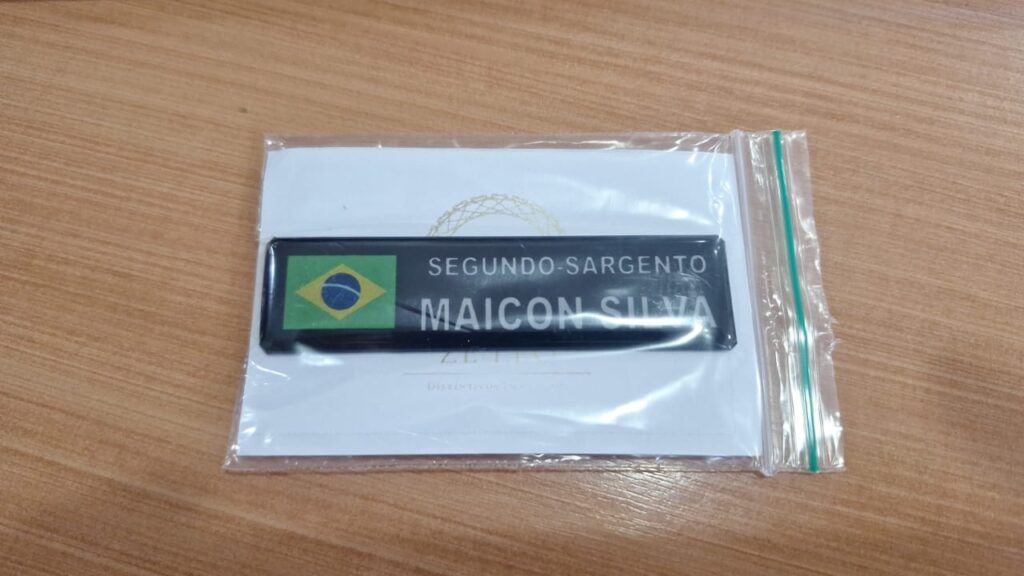 SEGUNDO-SARGENTO
MAICON SILVA